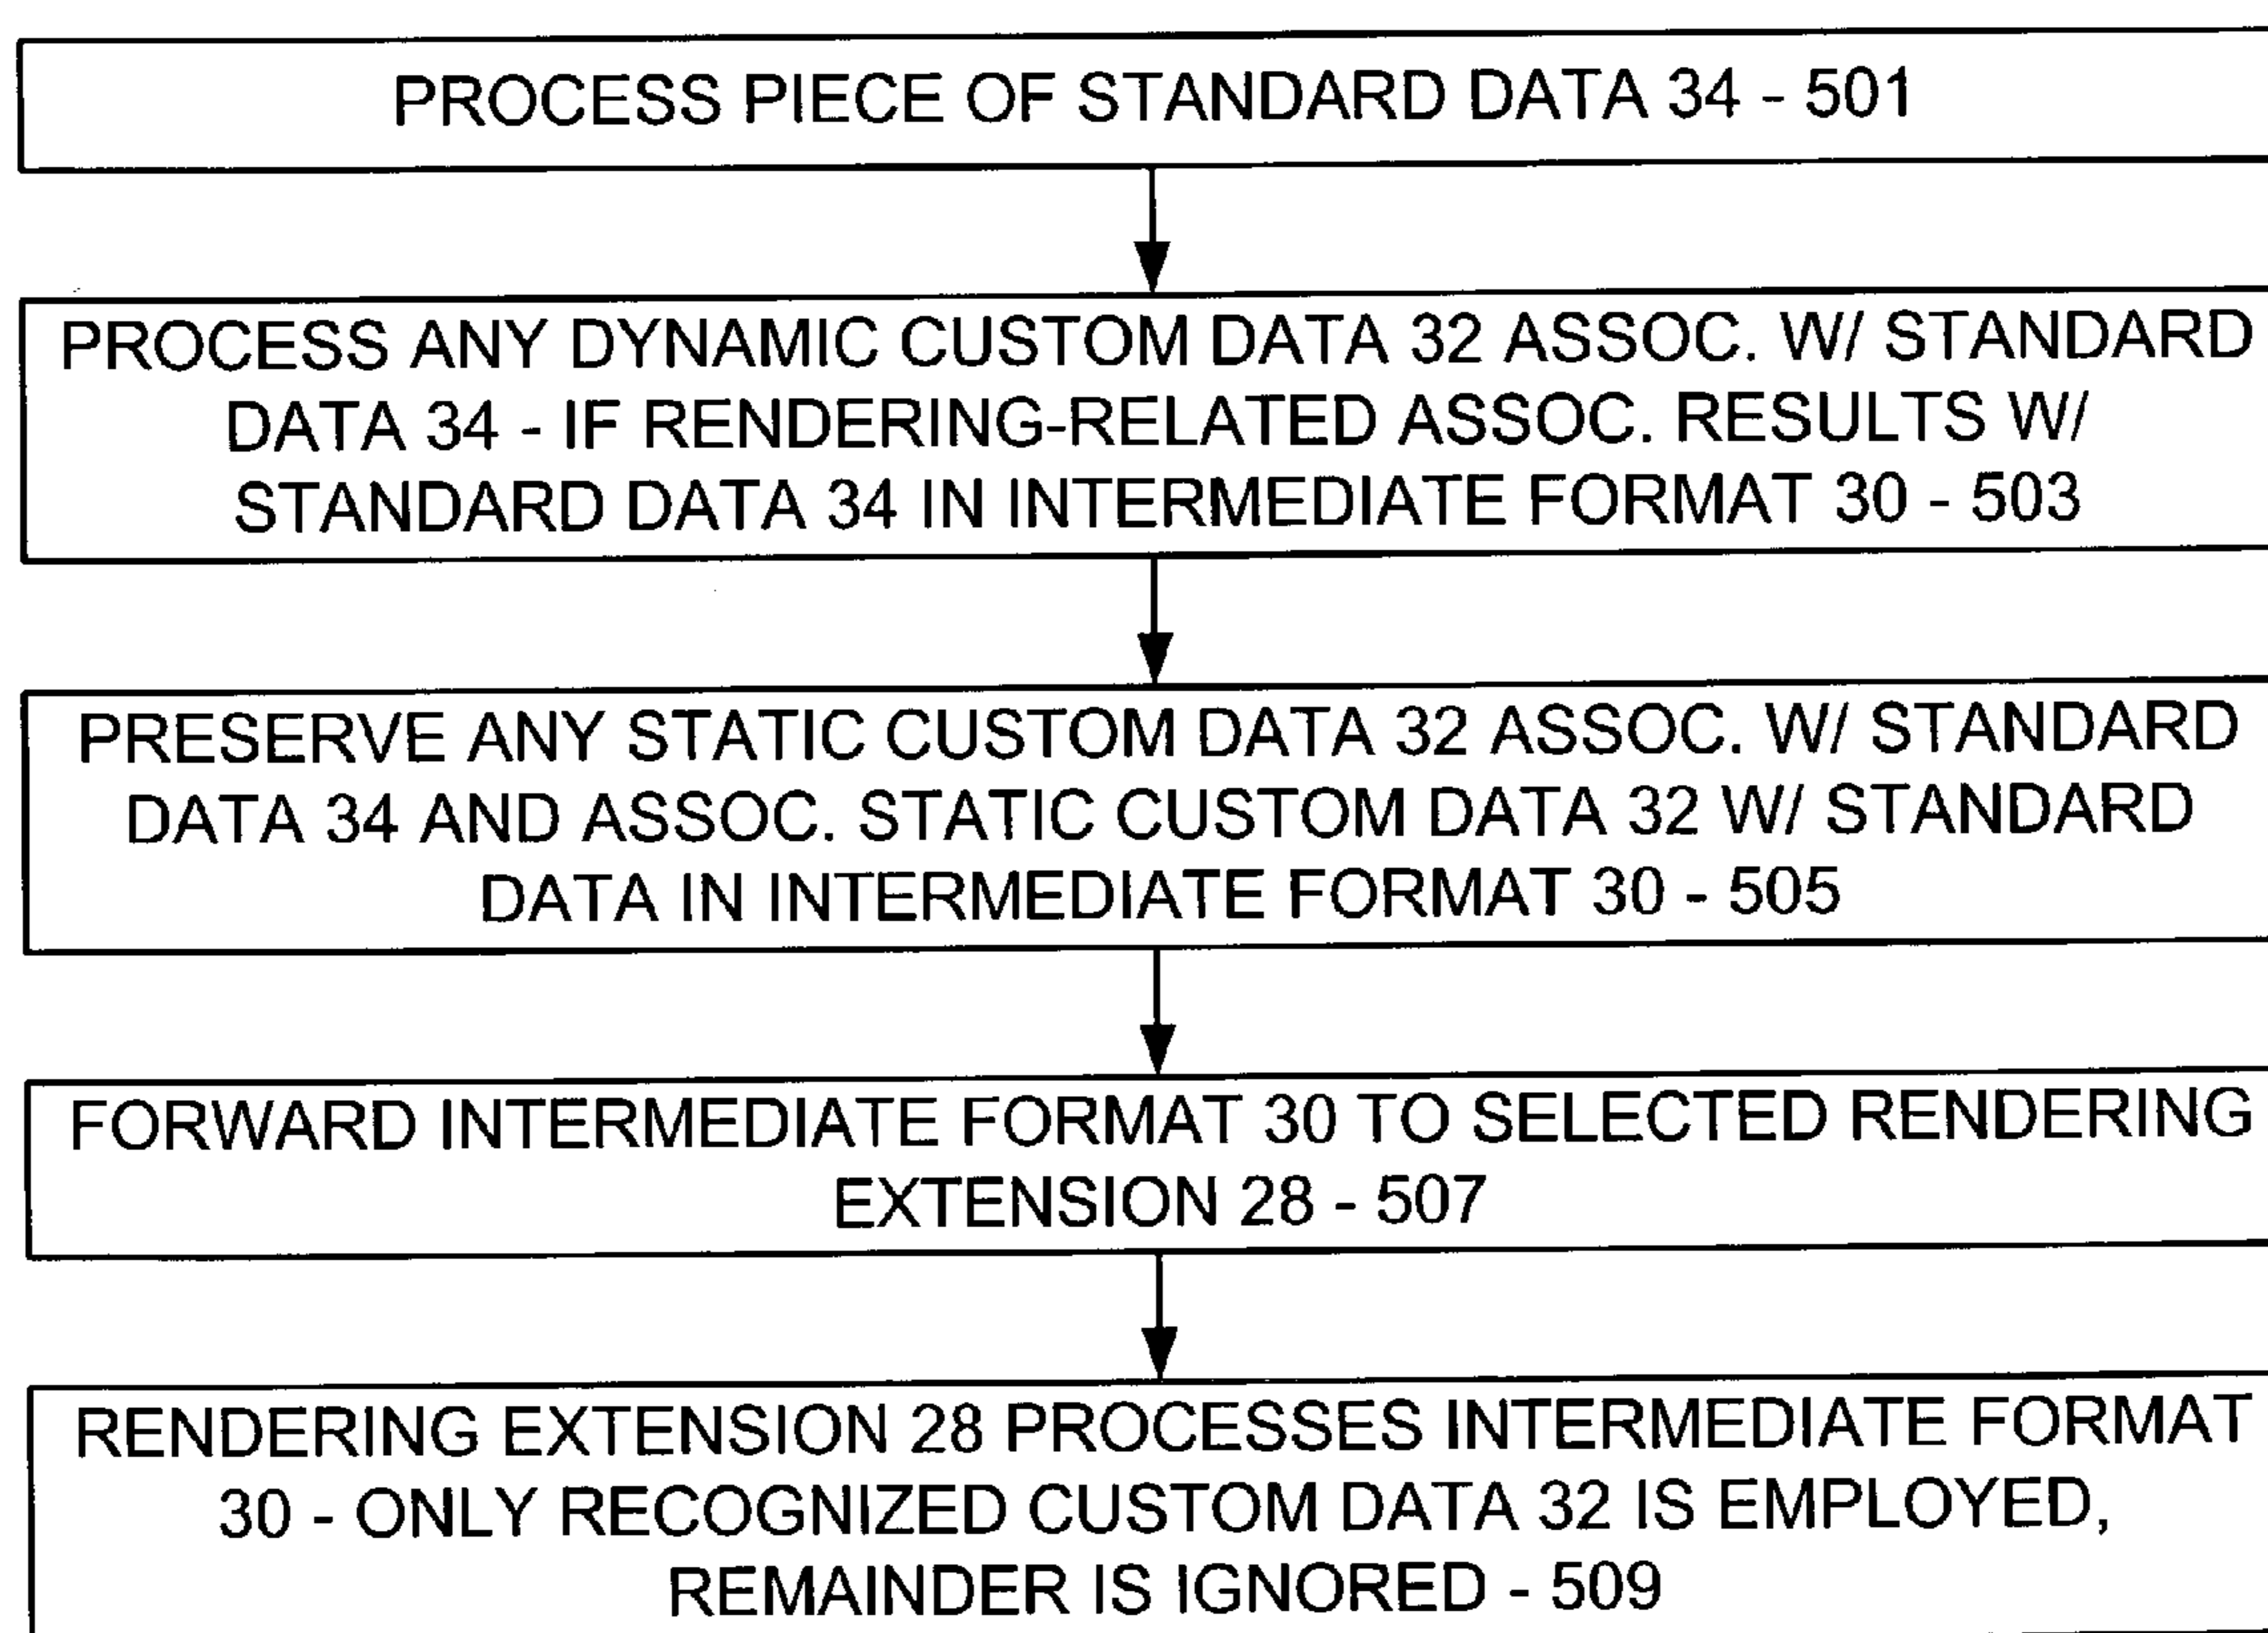 PROCESS PIECE OF STANDARD DATA 34 - 501
PROCESS ANY DYNAMIC CUSTOM DATA 32 ASSOC. W/ STANDARD
DATA 34 - IF RENDERING-RELATED ASSOC. RESULTS W/
STANDARD DATA 34 IN INTERMEDIATE FORMAT 30 - 503
PRESERVE ANY STATIC CUSTOM DATA 32 ASSOC. W/ STANDARD
DATA 34 AND ASSOC. STATIC CUSTOM DATA 32 W/ STANDARD
DATA IN INTERMEDIATE FORMAT 30 - 505
FORWARD INTERMEDIATE FORMAT 30 TO SELECTED RENDERING
EXTENSION 28 - 507
RENDERING EXTENSION 28 PROCESSES INTERMEDIATE FORMAT
30 - ONLY RECOGNIZED CUSTOM DATA 32 IS EMPLOYED,
REMAINDER IS IGNORED - 509